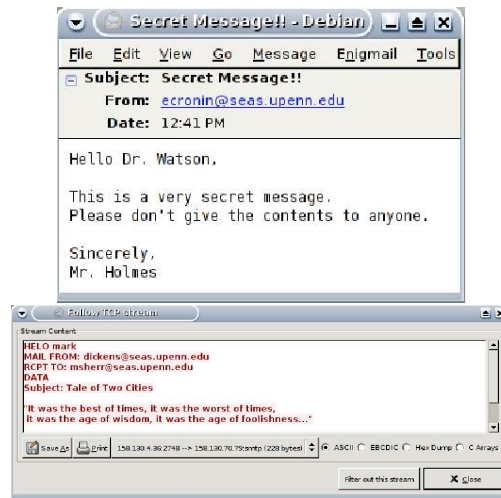 Secret Message!! - Debian
File Edit View Go Message Enigmail Tools
Subject: Secret Message!!
From: ecronin@seas.upenn.edu
Date: 12:41 PM
Hello Dr. Watson,
This is a very secret message.
Please don't give the contents to anyone.
Sincerely,
Mr. Holmes
Follow TCP stream
Stream Content
HELO mark
MAIL FROM: dickens@seas.upenn.edu
RCPT TO: msherr@seas.upenn.edu
DATA
Subject: Tale of Two Cities
"It was the best of times, it was the worst of times,
it was the age of wisdom, it was the age of foolishness..."
Save As Print 158.130.4.36:2748 --> 158.130.70.79:smtp (228 bytes) ASCII EBCDIC Hex Dump C Arrays
Filter out this stream Close